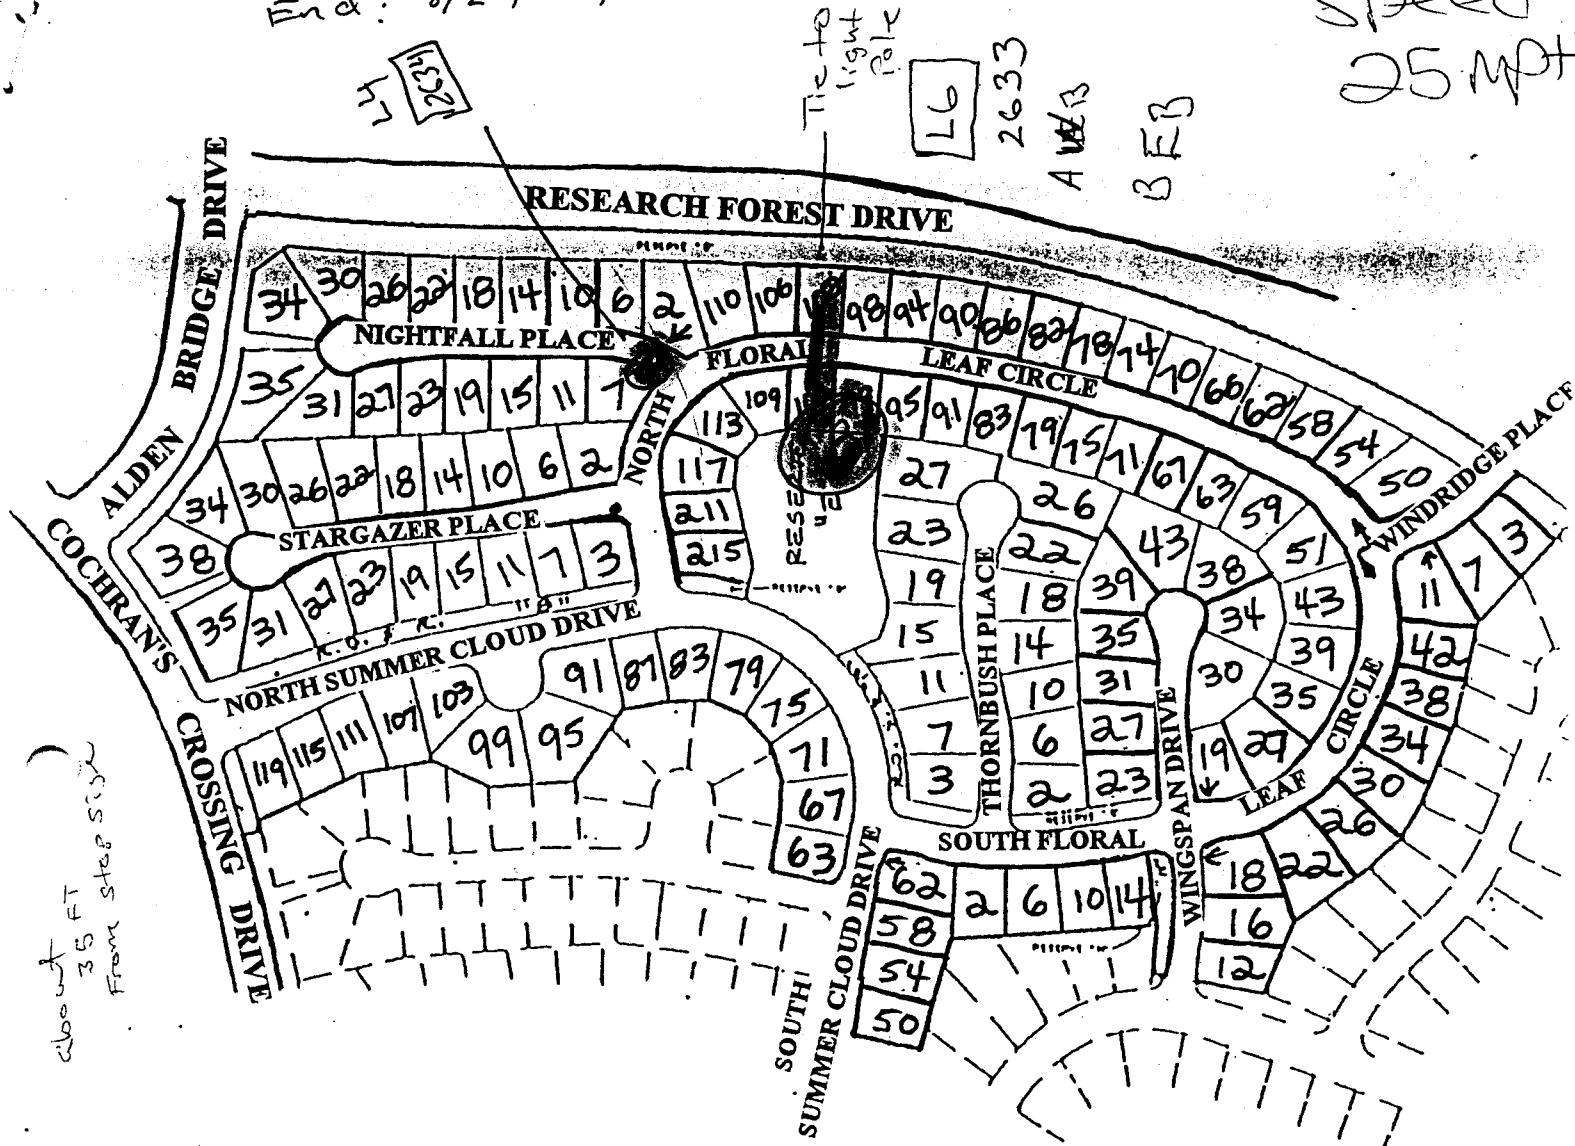 End:
Speed
25 MPH
L4
2634
Tie to
light
Pole
L6
2633
A WB
B EB
RESEARCH FOREST DRIVE
ALDEN BRIDGE DRIVE
34 30 26 22 18 14 10 6 2 110 106 98 94 90 86 82 78 74 70 66 62 58 54 50
NIGHTFALL PLACE
NORTH FLORAL LEAF CIRCLE
WINDRIDGE PLACE
35 31 27 23 19 15 11 7
113 109 95 91 83 79 75 71 67 63 59 51 43 39 35 27 19
34 30 26 22 18 14 10 6 2
117
211
215
STARGAZER PLACE
38 35 31 27 23 19 15 11 7 3
RESERVE
RESERVE "B"
27
23
19
15
11
7
3
THORNBUSH PLACE
26
22
18
14
10
6
2
43
39
35
31
27
23
38
34
30
3
7
11
42
38
34
30
26
22
18
16
12
COCHRAN'S CROSSING DRIVE
NORTH SUMMER CLOUD DRIVE
119 115 111 107 103 99 95 91 87 83 79 75 71 67 63
SOUTH FLORAL LEAF CIRCLE
WINGSPAN DRIVE
62 2 6 10 14
58
54
50
SOUTH SUMMER CLOUD DRIVE
about
35 FT
From stop sign